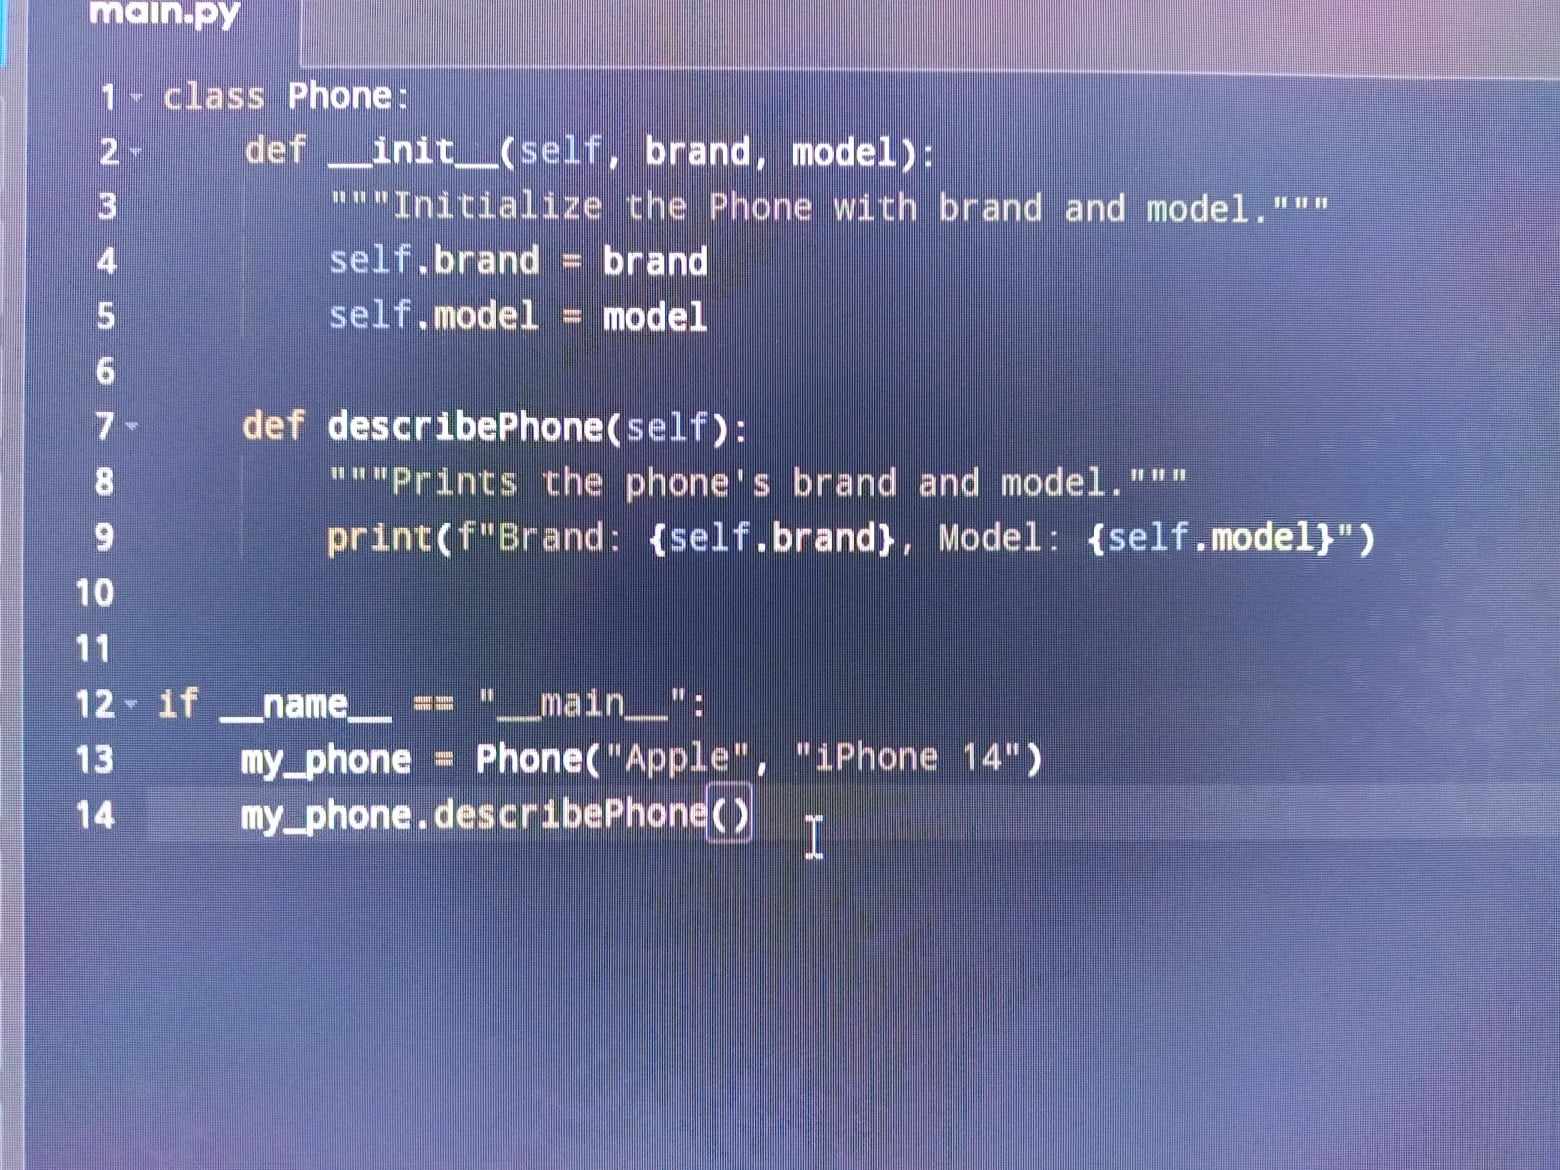 main.py
1 class Phone:
2     def __init__(self, brand, model):
3         """Initialize the Phone with brand and model."""
4         self.brand = brand
5         self.model = model
6
7     def describePhone(self):
8         """Prints the phone's brand and model."""
9         print(f"Brand: {self.brand}, Model: {self.model}")
10
11
12 if __name__ == "__main__":
13     my_phone = Phone("Apple", "iPhone 14")
14     my_phone.describePhone()